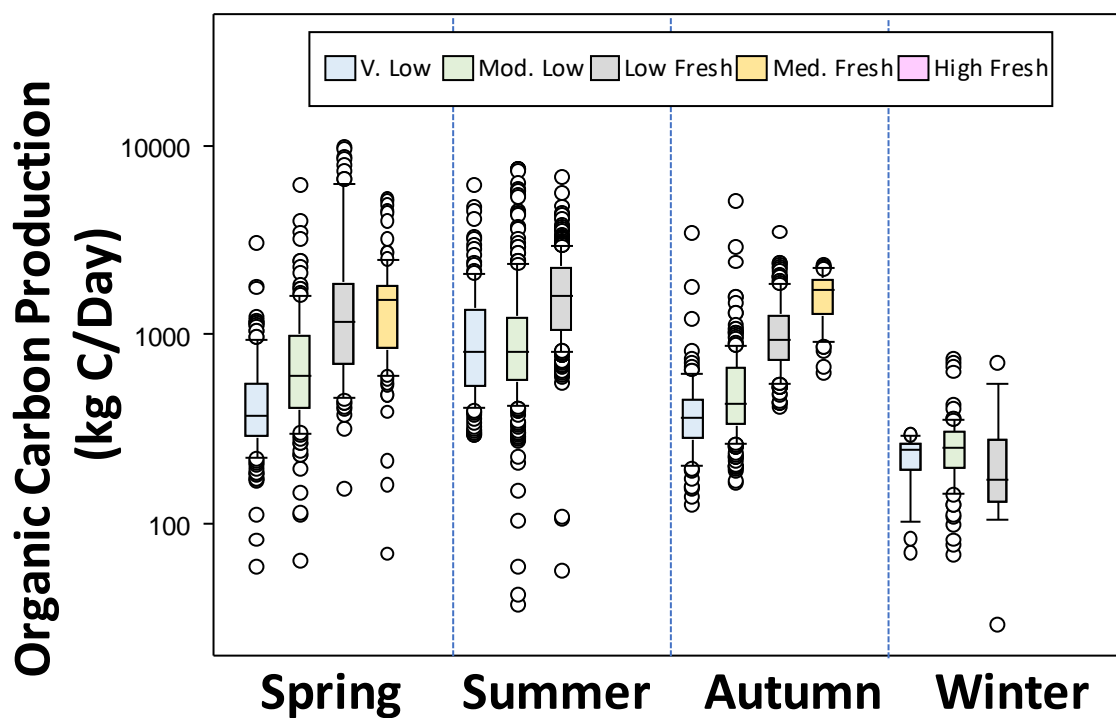 V. Low Mod. Low Low Fresh Med. Fresh High Fresh
Organic Carbon Production
(kg C/Day)
10000
1000
100
Spring Summer Autumn Winter